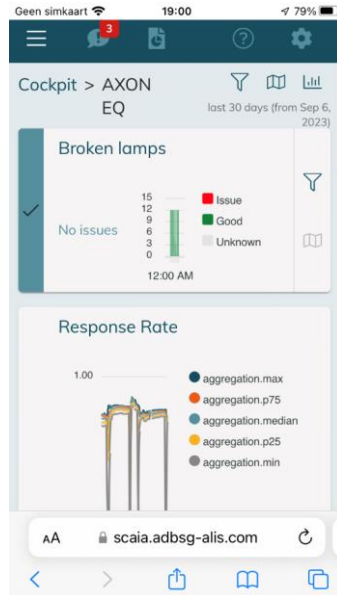 Geen simkaart 19:00 79%
3
?
Cockpit > AXON
EQ
last 30 days (from Sep 6,
2023)
Broken lamps
No issues
15
12
9
6
3
0
12:00 AM
Issue
Good
Unknown
Response Rate
1.00
aggregation.max
aggregation.p75
aggregation.median
aggregation.p25
aggregation.min
AA scaia.adbsg-alis.com